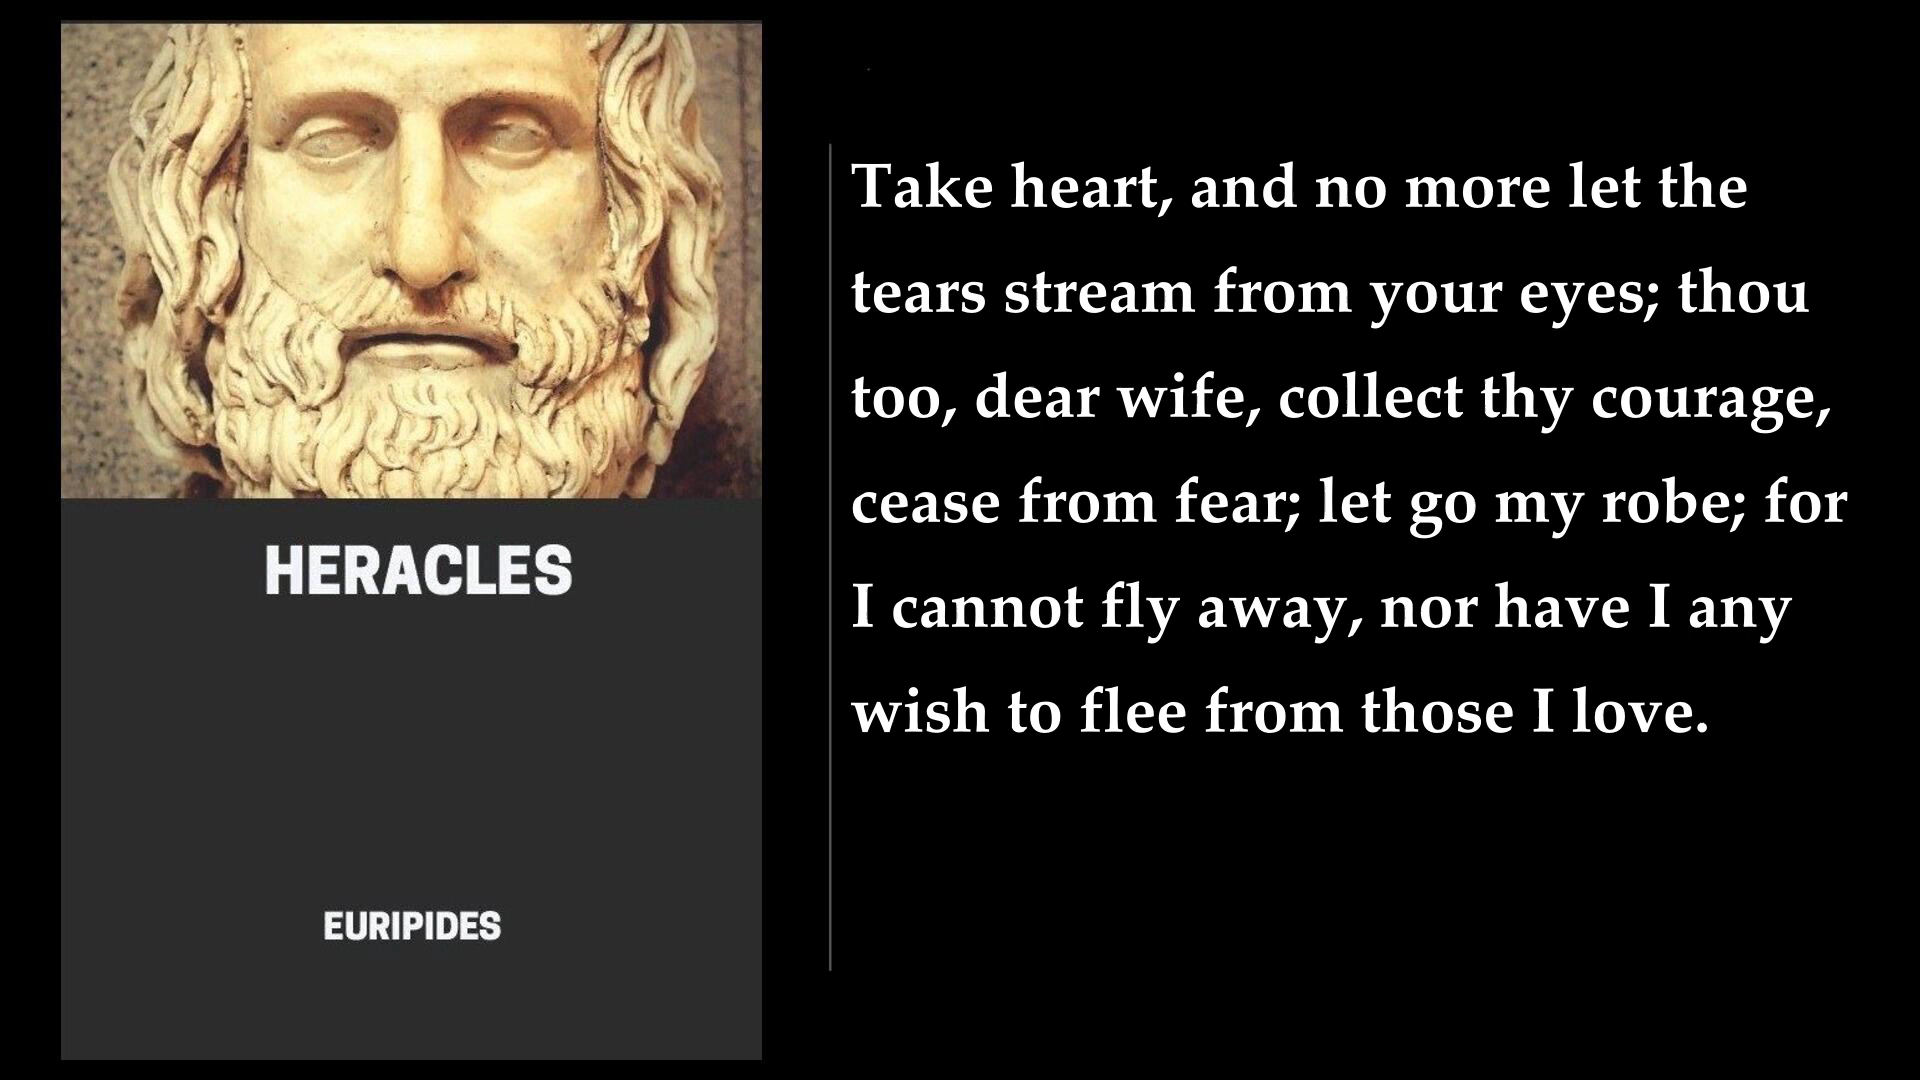 HERACLES
EURIPIDES
Take heart, and no more let the
tears stream from your eyes; thou
too, dear wife, collect thy courage,
cease from fear; let go my robe; for
I cannot fly away, nor have I any
wish to flee from those I love.